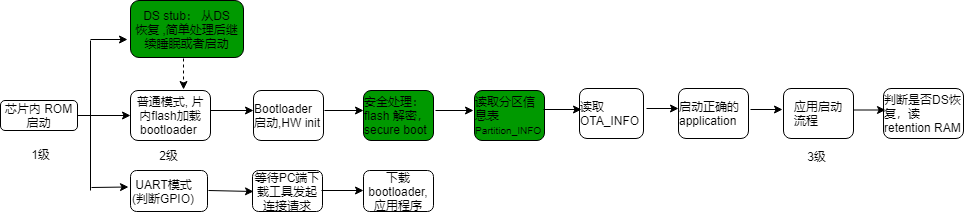 DS stub： 从DS
恢复 ,简单处理后继
续睡眠或者启动
芯片内 ROM
启动
普通模式, 片
内flash加载
bootloader
Bootloader
启动,HW init
安全处理：
flash 解密,
secure boot
读取分区信
息表
Partition_INFO
读取
OTA_INFO
启动正确的
application
应用启动
流程
判断是否DS恢
复，读
retention RAM
1级
2级
3级
UART模式
(判断GPIO)
等待PC端下
载工具发起
连接请求
下载
bootloader,
应用程序